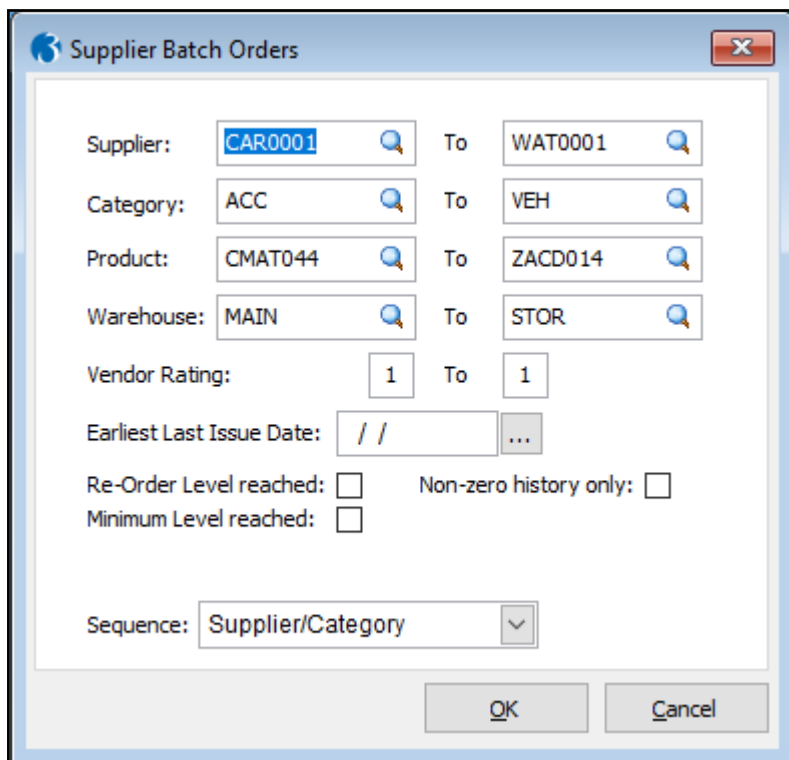 Supplier Batch Orders
Supplier: CAR0001 To WAT0001
Category: ACC To VEH
Product: CMAT044 To ZACD014
Warehouse: MAIN To STOR
Vendor Rating: 1 To 1
Earliest Last Issue Date: / / ...
Re-Order Level reached: Non-zero history only:
Minimum Level reached:
Sequence: Supplier/Category
OK Cancel